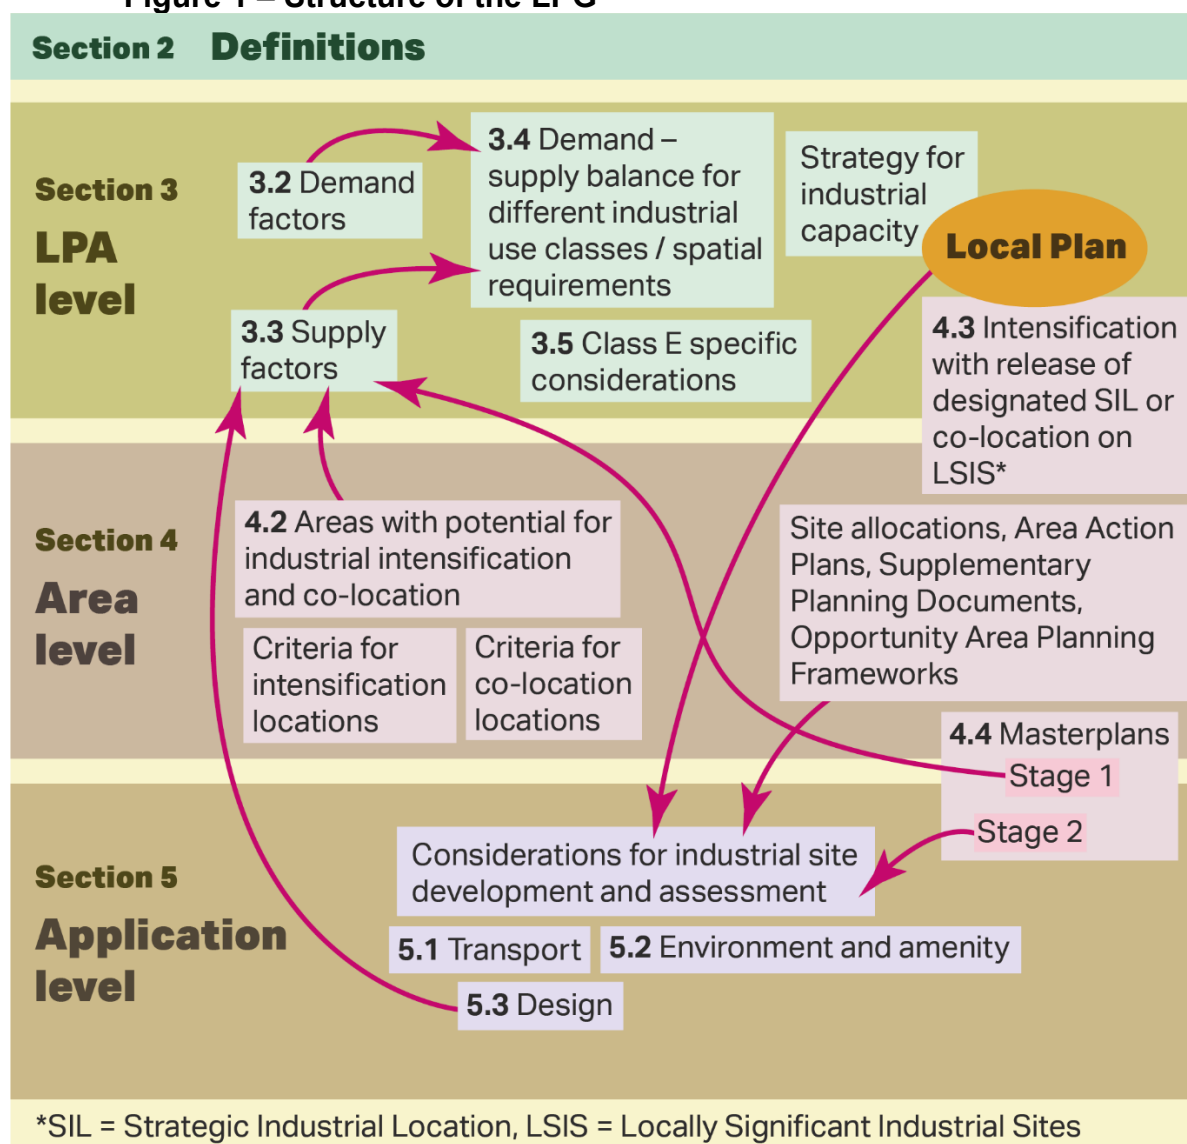 Figure 1 – Structure of the LPG
Section 2 Definitions
Section 3
LPA
level
3.2 Demand
factors
3.4 Demand –
supply balance for
different industrial
use classes / spatial
requirements
Strategy for
industrial
capacity
Local Plan
3.3 Supply
factors
3.5 Class E specific
considerations
4.3 Intensification
with release of
designated SIL or
co-location on
LSIS*
Section 4
Area
level
4.2 Areas with potential for
industrial intensification
and co-location
Criteria for
intensification
locations
Criteria for
co-location
locations
Site allocations, Area Action
Plans, Supplementary
Planning Documents,
Opportunity Area Planning
Frameworks
4.4 Masterplans
Stage 1
Stage 2
Section 5
Application
level
Considerations for industrial site
development and assessment
5.1 Transport
5.2 Environment and amenity
5.3 Design
*SIL = Strategic Industrial Location, LSIS = Locally Significant Industrial Sites